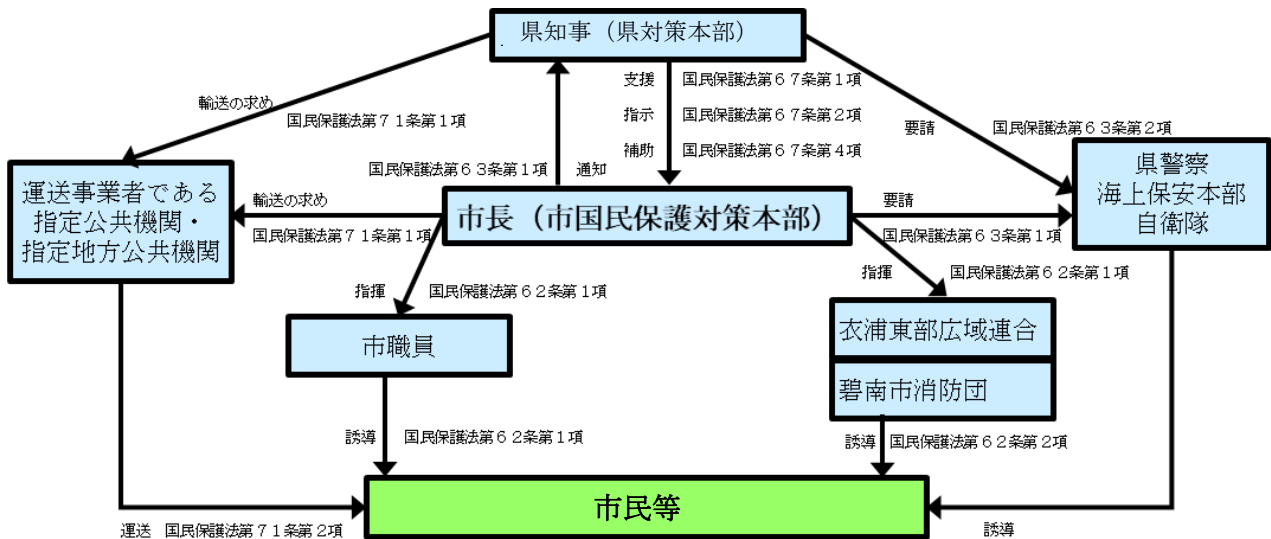 県知事（県対策本部）
支援　国民保護法第６７条第１項
輸送の求め
国民保護法第７１条第１項
指示　国民保護法第６７条第２項
要請　国民保護法第６３条第２項
補助　国民保護法第６７条第４項
国民保護法第６３条第１項　通知
運送事業者である
指定公共機関・
指定地方公共機関
県警察
海上保安本部
自衛隊
輸送の求め
国民保護法第７１条第１項
市長（市国民保護対策本部）
要請
国民保護法第６３条第１項
指揮　国民保護法第６２条第１項
指揮　国民保護法第６２条第１項
市職員
衣浦東部広域連合
碧南市消防団
誘導　国民保護法第６２条第１項
誘導　国民保護法第６２条第２項
市民等
運送　国民保護法第７１条第２項
誘導